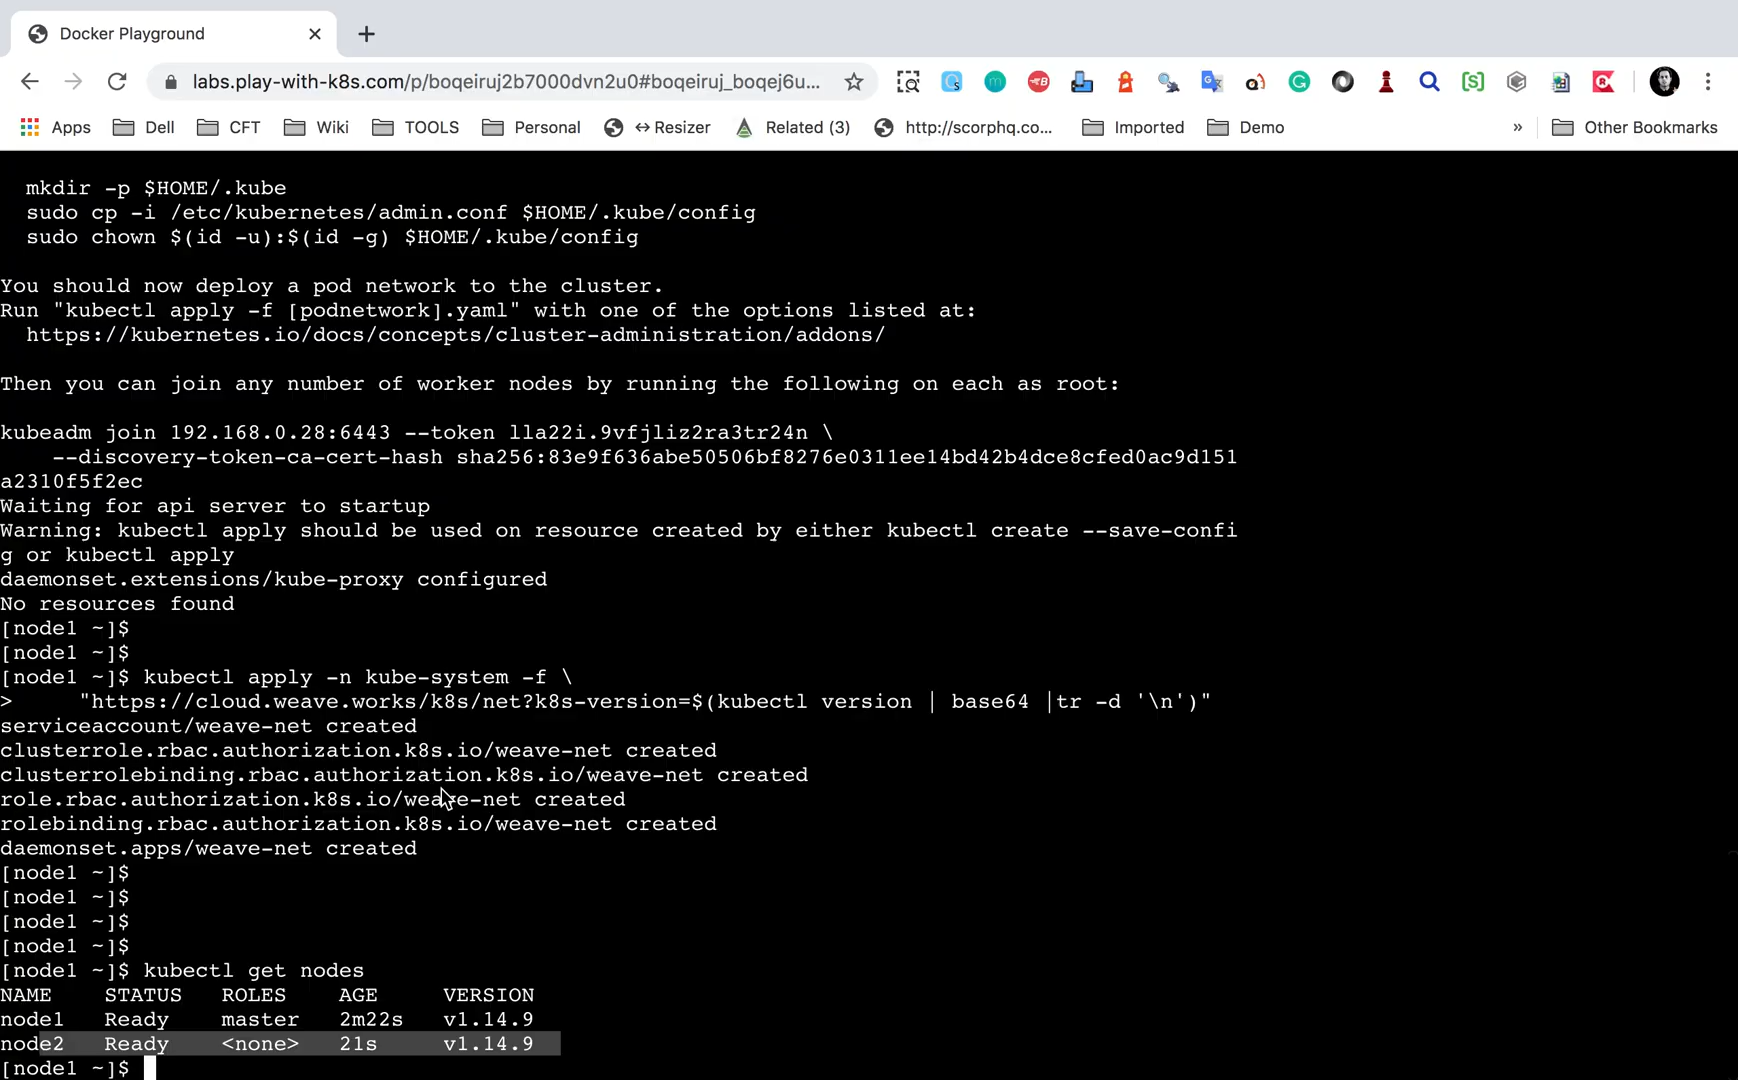 Docker Playground
labs.play-with-k8s.com/p/boqeiruj2b7000dvn2u0#boqeiruj_boqej6u...
Apps Dell CFT Wiki TOOLS Personal ↔Resizer Related (3) http://scorphq.co... Imported Demo » Other Bookmarks
mkdir -p $HOME/.kube
sudo cp -i /etc/kubernetes/admin.conf $HOME/.kube/config
sudo chown $(id -u):$(id -g) $HOME/.kube/config
You should now deploy a pod network to the cluster.
Run "kubectl apply -f [podnetwork].yaml" with one of the options listed at:
https://kubernetes.io/docs/concepts/cluster-administration/addons/
Then you can join any number of worker nodes by running the following on each as root:
kubeadm join 192.168.0.28:6443 --token lla22i.9vfjliz2ra3tr24n \
--discovery-token-ca-cert-hash sha256:83e9f636abe50506bf8276e0311ee14bd42b4dce8cfed0ac9d151
a2310f5f2ec
Waiting for api server to startup
Warning: kubectl apply should be used on resource created by either kubectl create --save-confi
g or kubectl apply
daemonset.extensions/kube-proxy configured
No resources found
[node1 ~]$
[node1 ~]$
[node1 ~]$ kubectl apply -n kube-system -f \
> "https://cloud.weave.works/k8s/net?k8s-version=$(kubectl version | base64 |tr -d '\n')"
serviceaccount/weave-net created
clusterrole.rbac.authorization.k8s.io/weave-net created
clusterrolebinding.rbac.authorization.k8s.io/weave-net created
role.rbac.authorization.k8s.io/weave-net created
rolebinding.rbac.authorization.k8s.io/weave-net created
daemonset.apps/weave-net created
[node1 ~]$
[node1 ~]$
[node1 ~]$
[node1 ~]$
[node1 ~]$ kubectl get nodes
NAME STATUS ROLES AGE VERSION
node1 Ready master 2m22s v1.14.9
node2 Ready <none> 21s v1.14.9
[node1 ~]$